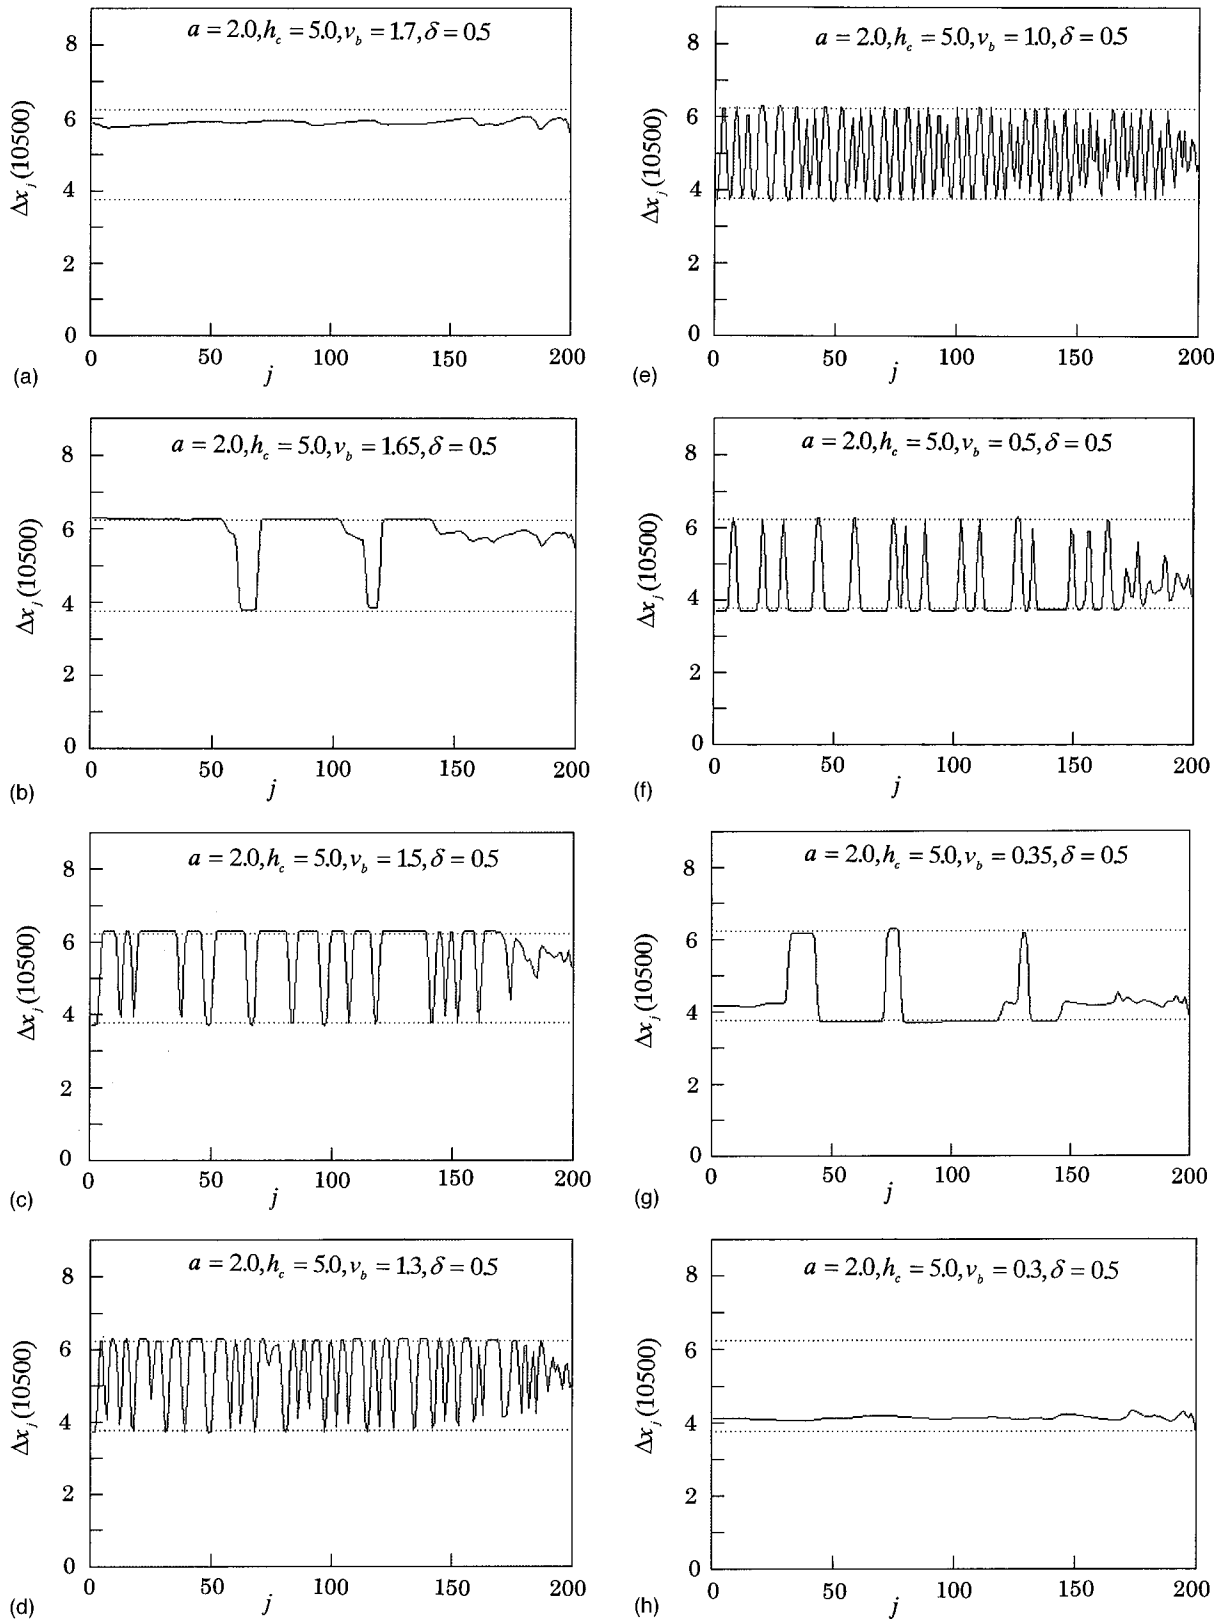 a = 2.0, h_c = 5.0, v_b = 1.7, δ = 0.5
8
6
4
2
0
Δx_j (10500)
0 50 100 150 200
j
(a)
a = 2.0, h_c = 5.0, v_b = 1.65, δ = 0.5
8
6
4
2
0
Δx_j (10500)
0 50 100 150 200
j
(b)
a = 2.0, h_c = 5.0, v_b = 1.5, δ = 0.5
8
6
4
2
0
Δx_j (10500)
0 50 100 150 200
j
(c)
a = 2.0, h_c = 5.0, v_b = 1.3, δ = 0.5
8
6
4
2
0
Δx_j (10500)
0 50 100 150 200
j
(d)
a = 2.0, h_c = 5.0, v_b = 1.0, δ = 0.5
8
6
4
2
0
Δx_j (10500)
0 50 100 150 200
j
(e)
a = 2.0, h_c = 5.0, v_b = 0.5, δ = 0.5
8
6
4
2
0
Δx_j (10500)
0 50 100 150 200
j
(f)
a = 2.0, h_c = 5.0, v_b = 0.35, δ = 0.5
8
6
4
2
0
Δx_j (10500)
0 50 100 150 200
j
(g)
a = 2.0, h_c = 5.0, v_b = 0.3, δ = 0.5
8
6
4
2
0
Δx_j (10500)
0 50 100 150 200
j
(h)